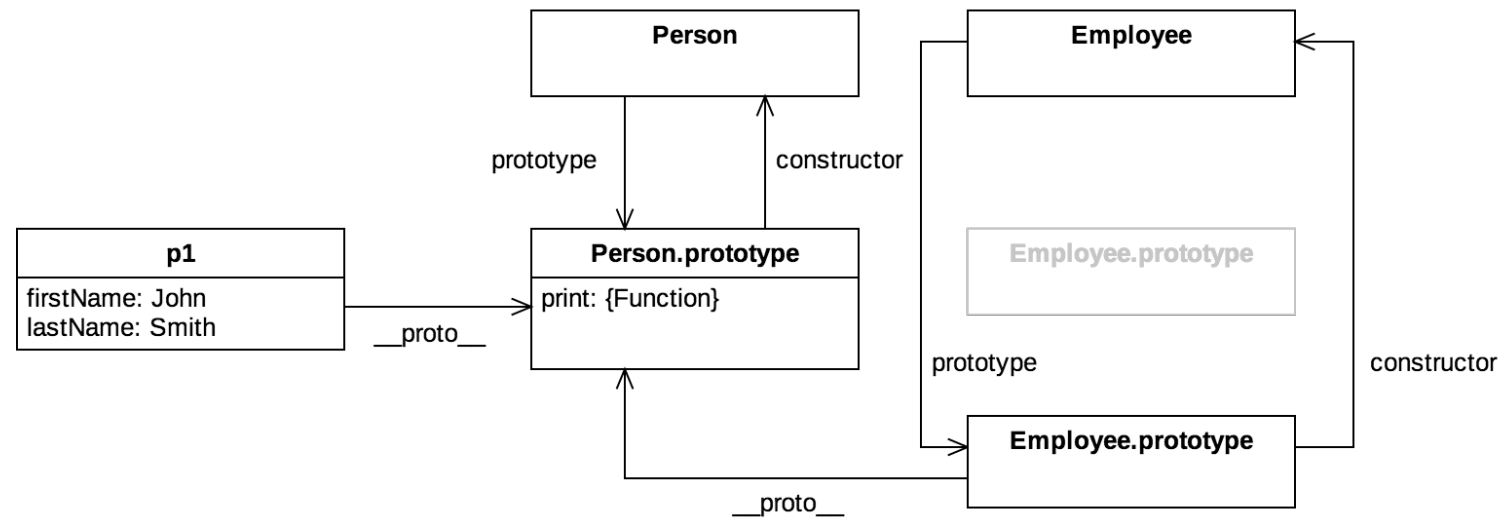 Person
Employee
prototype
constructor
p1
firstName: John
lastName: Smith
__proto__
Person.prototype
print: {Function}
Employee.prototype
prototype
constructor
Employee.prototype
__proto__